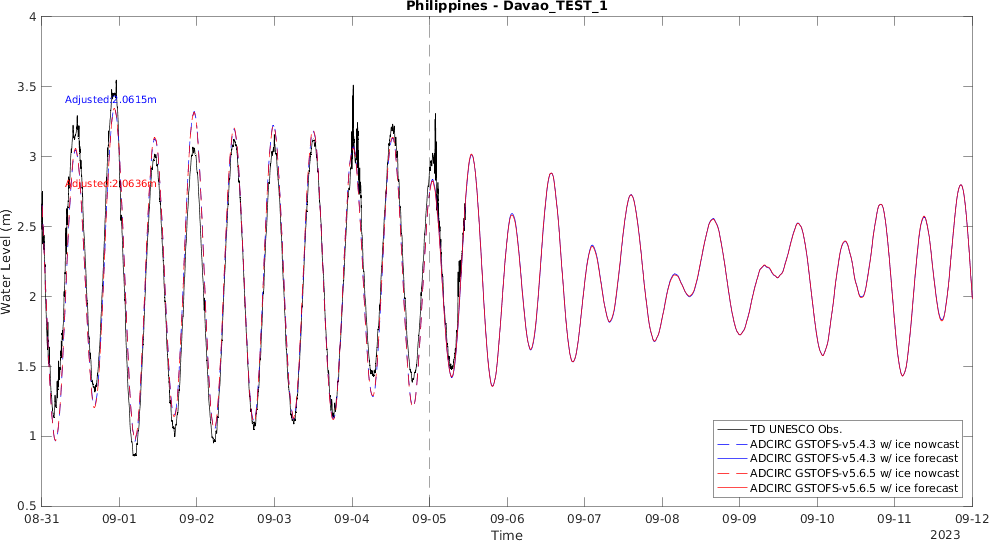 Philippines - Davao_TEST_1
4
3.5
3
2.5
2
1.5
1
0.5
Water Level (m)
Adjusted:2.0615m
Adjusted:2.0636m
TD UNESCO Obs.
ADCIRC GSTOFS-v5.4.3 w/ ice nowcast
ADCIRC GSTOFS-v5.4.3 w/ ice forecast
ADCIRC GSTOFS-v5.6.5 w/ ice nowcast
ADCIRC GSTOFS-v5.6.5 w/ ice forecast
08-31 09-01 09-02 09-03 09-04 09-05 09-06 09-07 09-08 09-09 09-10 09-11 09-12
Time
2023